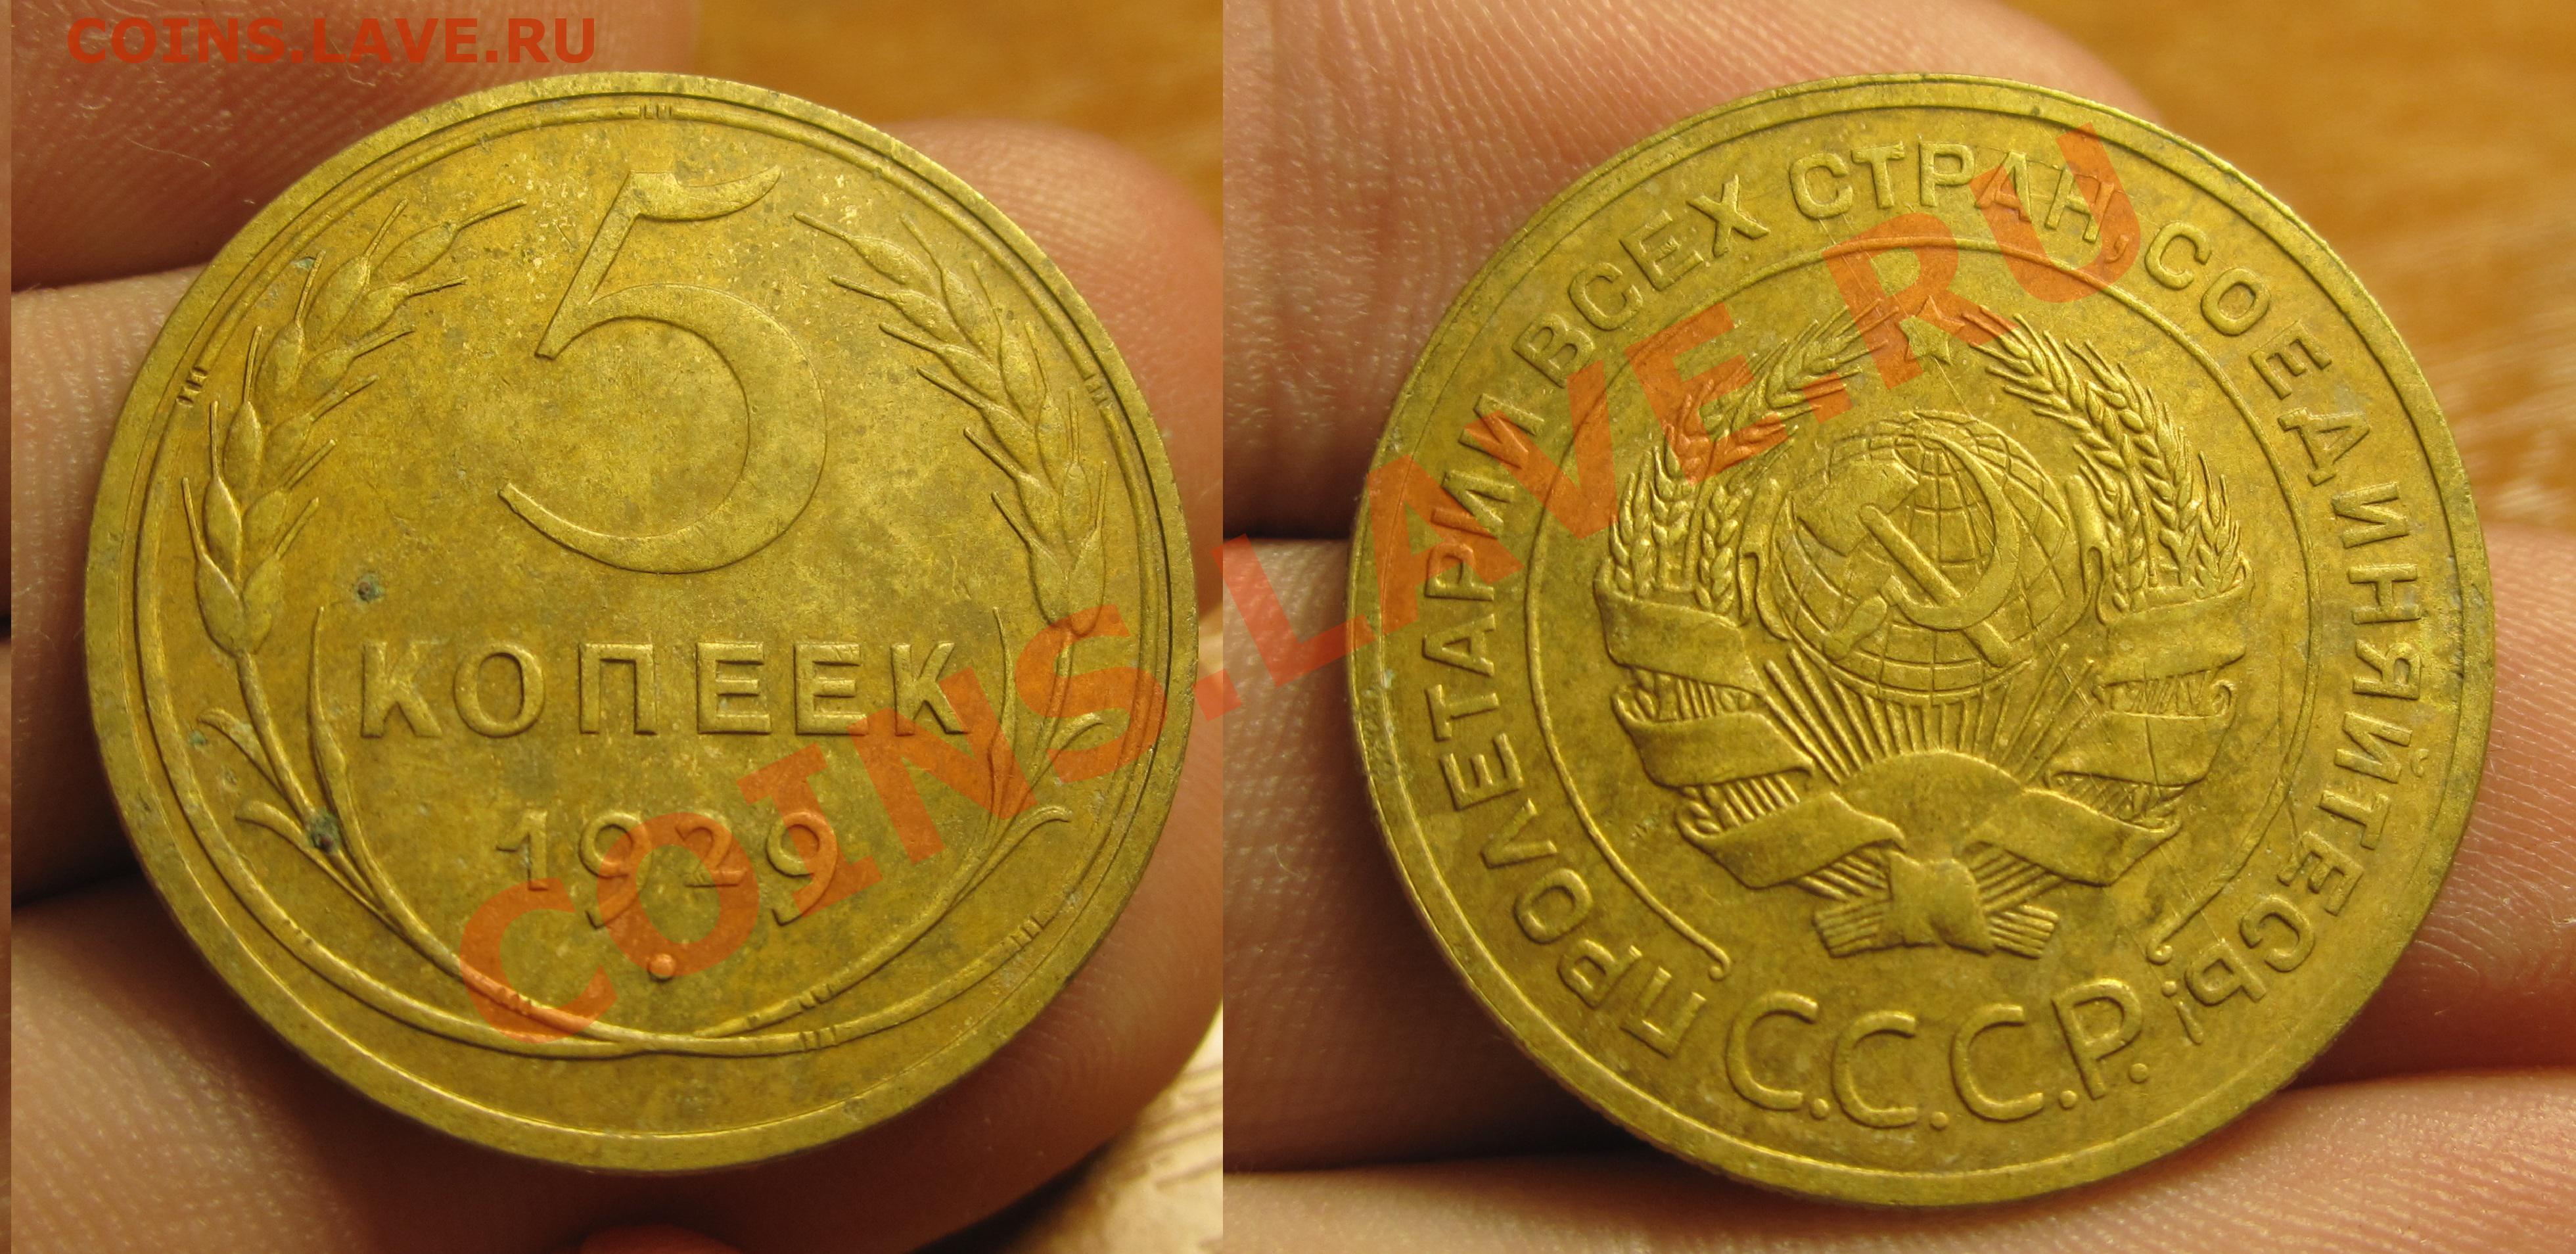 COINS.LAVE.RU
5
КОПЕЕК
1929
ПРОЛЕТАРИИ ВСЕХ СТРАН, СОЕДИНЯЙТЕСЬ!
С.С.С.Р.
COINS.LAVE.RU